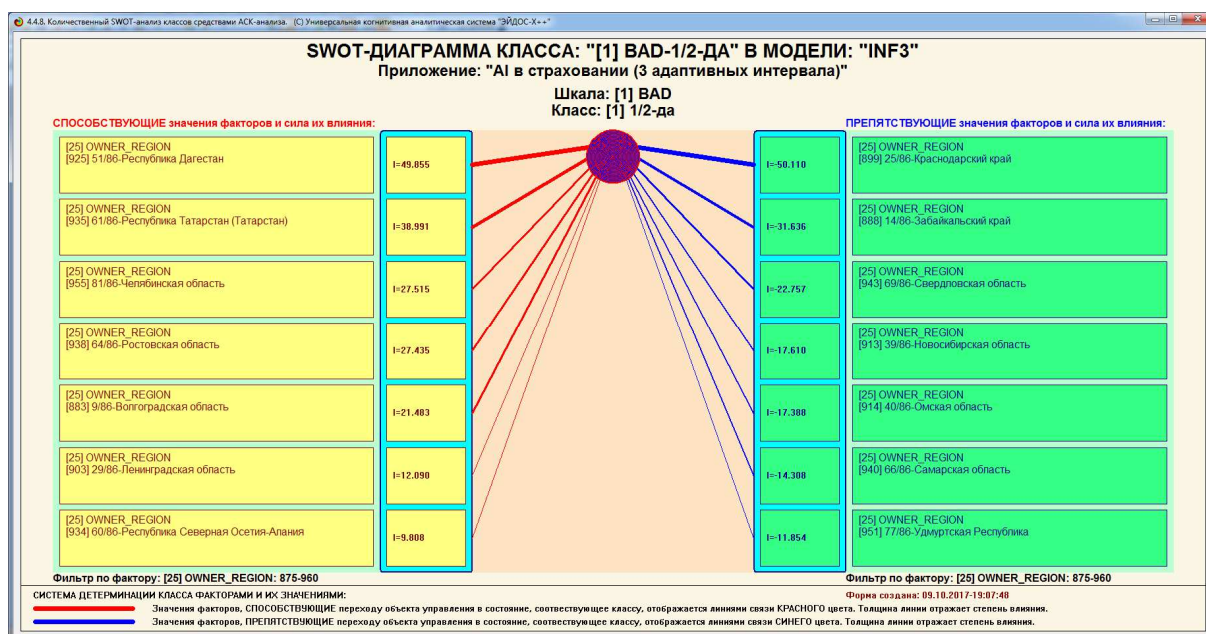 4.4.8. Количественный SWOT-анализ классов средствами АСК-анализа. (С) Универсальная когнитивная аналитическая система "ЭЙДОС-Х++"
SWOT-ДИАГРАММА КЛАССА: "[1] BAD-1/2-ДА" В МОДЕЛИ: "INF3"
Приложение: "AI в страховании (3 адаптивных интервала)"
Шкала: [1] BAD
Класс: [1] 1/2-да
СПОСОБСТВУЮЩИЕ значения факторов и сила их влияния:
[25] OWNER_REGION
[925] 51/86-Республика Дагестан
I=49.855
[25] OWNER_REGION
[935] 61/86-Республика Татарстан (Татарстан)
I=38.991
[25] OWNER_REGION
[955] 81/86-Челябинская область
I=27.515
[25] OWNER_REGION
[938] 64/86-Ростовская область
I=27.435
[25] OWNER_REGION
[883] 9/86-Волгоградская область
I=21.483
[25] OWNER_REGION
[903] 29/86-Ленинградская область
I=12.090
[25] OWNER_REGION
[934] 60/86-Республика Северная Осетия-Алания
I=9.808
Фильтр по фактору: [25] OWNER_REGION: 875-960
ПРЕПЯТСТВУЮЩИЕ значения факторов и сила их влияния:
I=-50.110
[25] OWNER_REGION
[899] 25/86-Краснодарский край
I=-31.636
[25] OWNER_REGION
[888] 14/86-Забайкальский край
I=-22.757
[25] OWNER_REGION
[943] 69/86-Свердловская область
I=-17.610
[25] OWNER_REGION
[913] 39/86-Новосибирская область
I=-17.388
[25] OWNER_REGION
[914] 40/86-Омская область
I=-14.308
[25] OWNER_REGION
[940] 66/86-Самарская область
I=-11.854
[25] OWNER_REGION
[951] 77/86-Удмуртская Республика
Фильтр по фактору: [25] OWNER_REGION: 875-960
СИСТЕМА ДЕТЕРМИНАЦИИ КЛАССА ФАКТОРАМИ И ИХ ЗНАЧЕНИЯМИ:
Форма создана: 09.10.2017-19:07:48
Значения факторов, СПОСОБСТВУЮЩИЕ переходу объекта управления в состояние, соотвествующее классу, отображается линиями связи КРАСНОГО цвета. Толщина линии отражает степень влияния.
Значения факторов, ПРЕПЯТСТВУЮЩИЕ переходу объекта управления в состояние, соотвествующее классу, отображается линиями связи СИНЕГО цвета. Толщина линии отражает степень влияния.